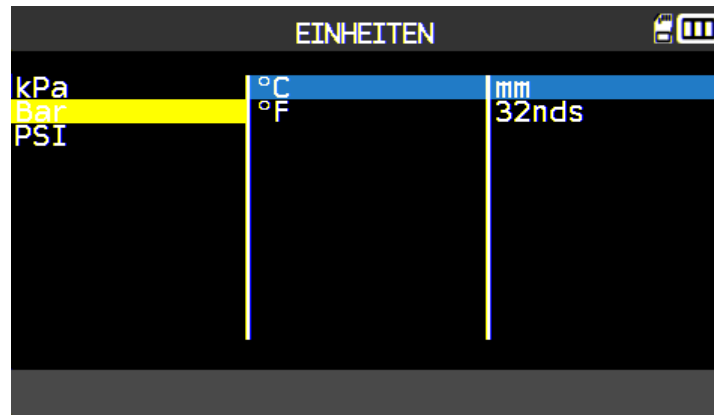 EINHEITEN
kPa
Bar
PSI
°C
°F
mm
32nds